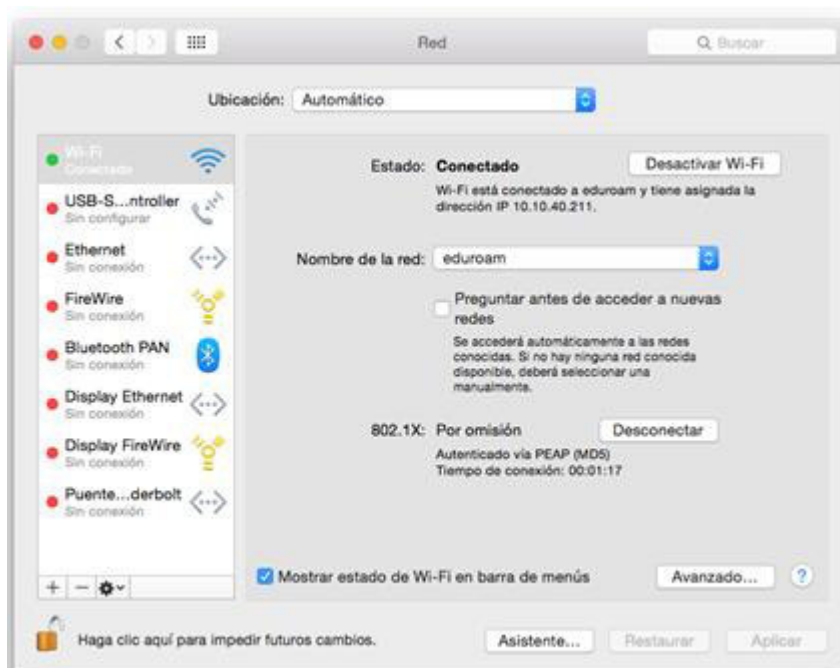 Red
Buscar
Ubicación: Automático
Wi-Fi
Conectado
USB-S...ntroller
Sin configurar
Ethernet
Sin conexión
FireWire
Sin conexión
Bluetooth PAN
Sin conexión
Display Ethernet
Sin conexión
Display FireWire
Sin conexión
Puente...derbolt
Sin conexión
Estado: Conectado Desactivar Wi-Fi
Wi-Fi está conectado a eduroam y tiene asignada la
dirección IP 10.10.40.211.
Nombre de la red: eduroam
Preguntar antes de acceder a nuevas
redes
Se accederá automáticamente a las redes
conocidas. Si no hay ninguna red conocida
disponible, deberá seleccionar una
manualmente.
802.1X: Por omisión Desconectar
Autenticado vía PEAP (MD5)
Tiempo de conexión: 00:01:17
Mostrar estado de Wi-Fi en barra de menús Avanzado... ?
Haga clic aquí para impedir futuros cambios. Asistente... Restaurar Aplicar